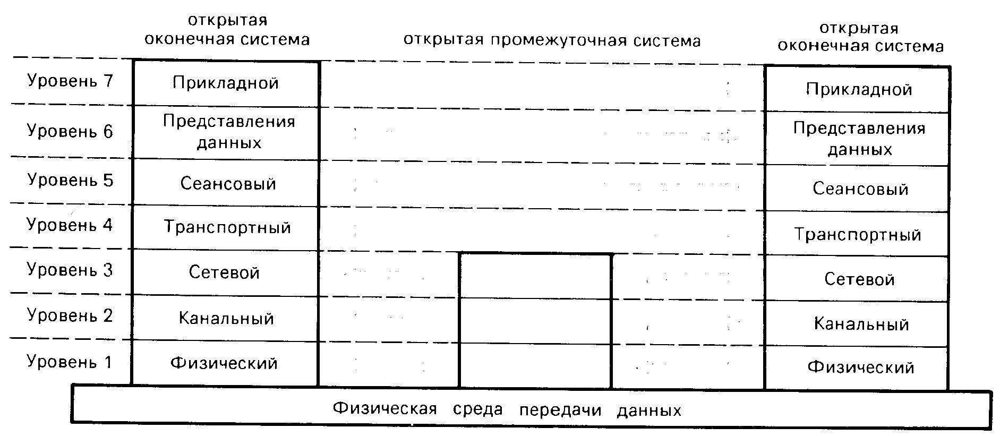 открытая
оконечная система
открытая промежуточная система
открытая
оконечная система
Уровень 7
Прикладной
Прикладной
Уровень 6
Представления
данных
Представления
данных
Уровень 5
Сеансовый
Сеансовый
Уровень 4
Транспортный
Транспортный
Уровень 3
Сетевой
Сетевой
Уровень 2
Канальный
Канальный
Уровень 1
Физический
Физический
Физическая среда передачи данных